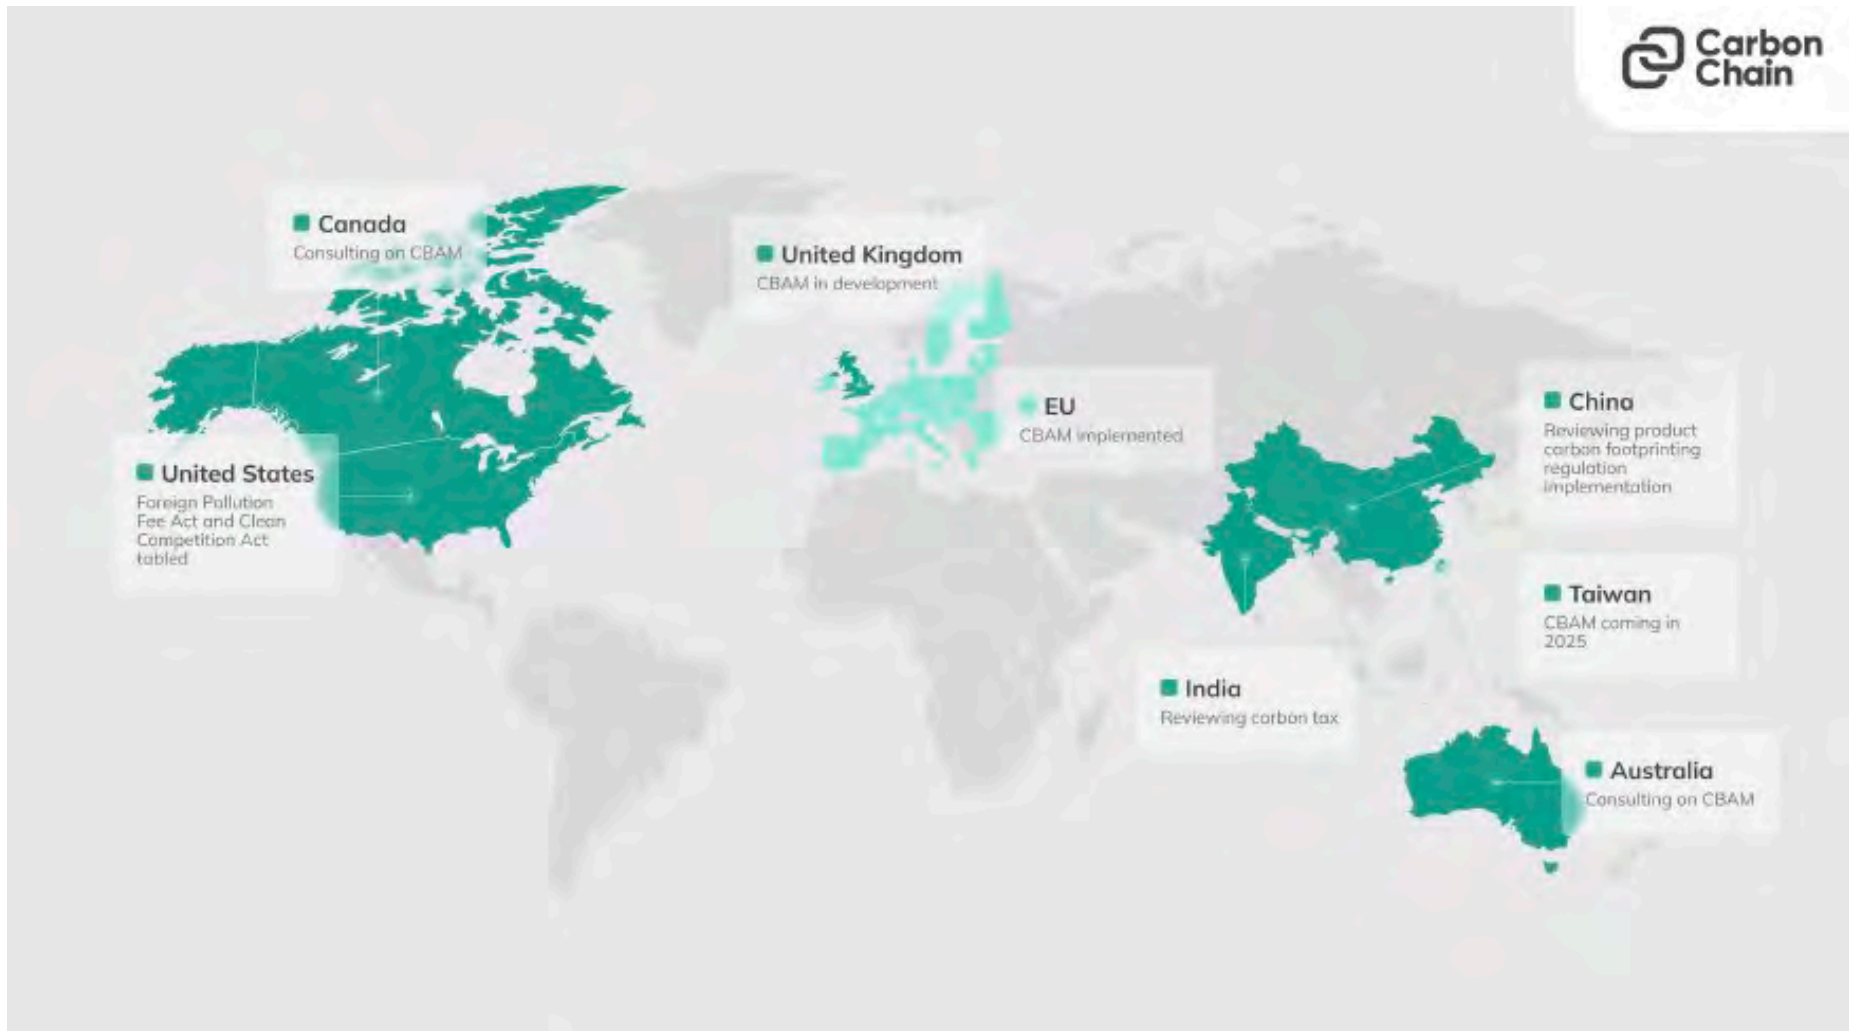 Carbon
Chain
Canada
Consulting on CBAM
United Kingdom
CBAM in development
EU
CBAM implemented
China
Reviewing product
carbon footprinting
regulation
implementation
United States
Foreign Pollution
Fee Act and Clean
Competition Act
tabled
Taiwan
CBAM coming in
2025
India
Reviewing carbon tax
Australia
Consulting on CBAM